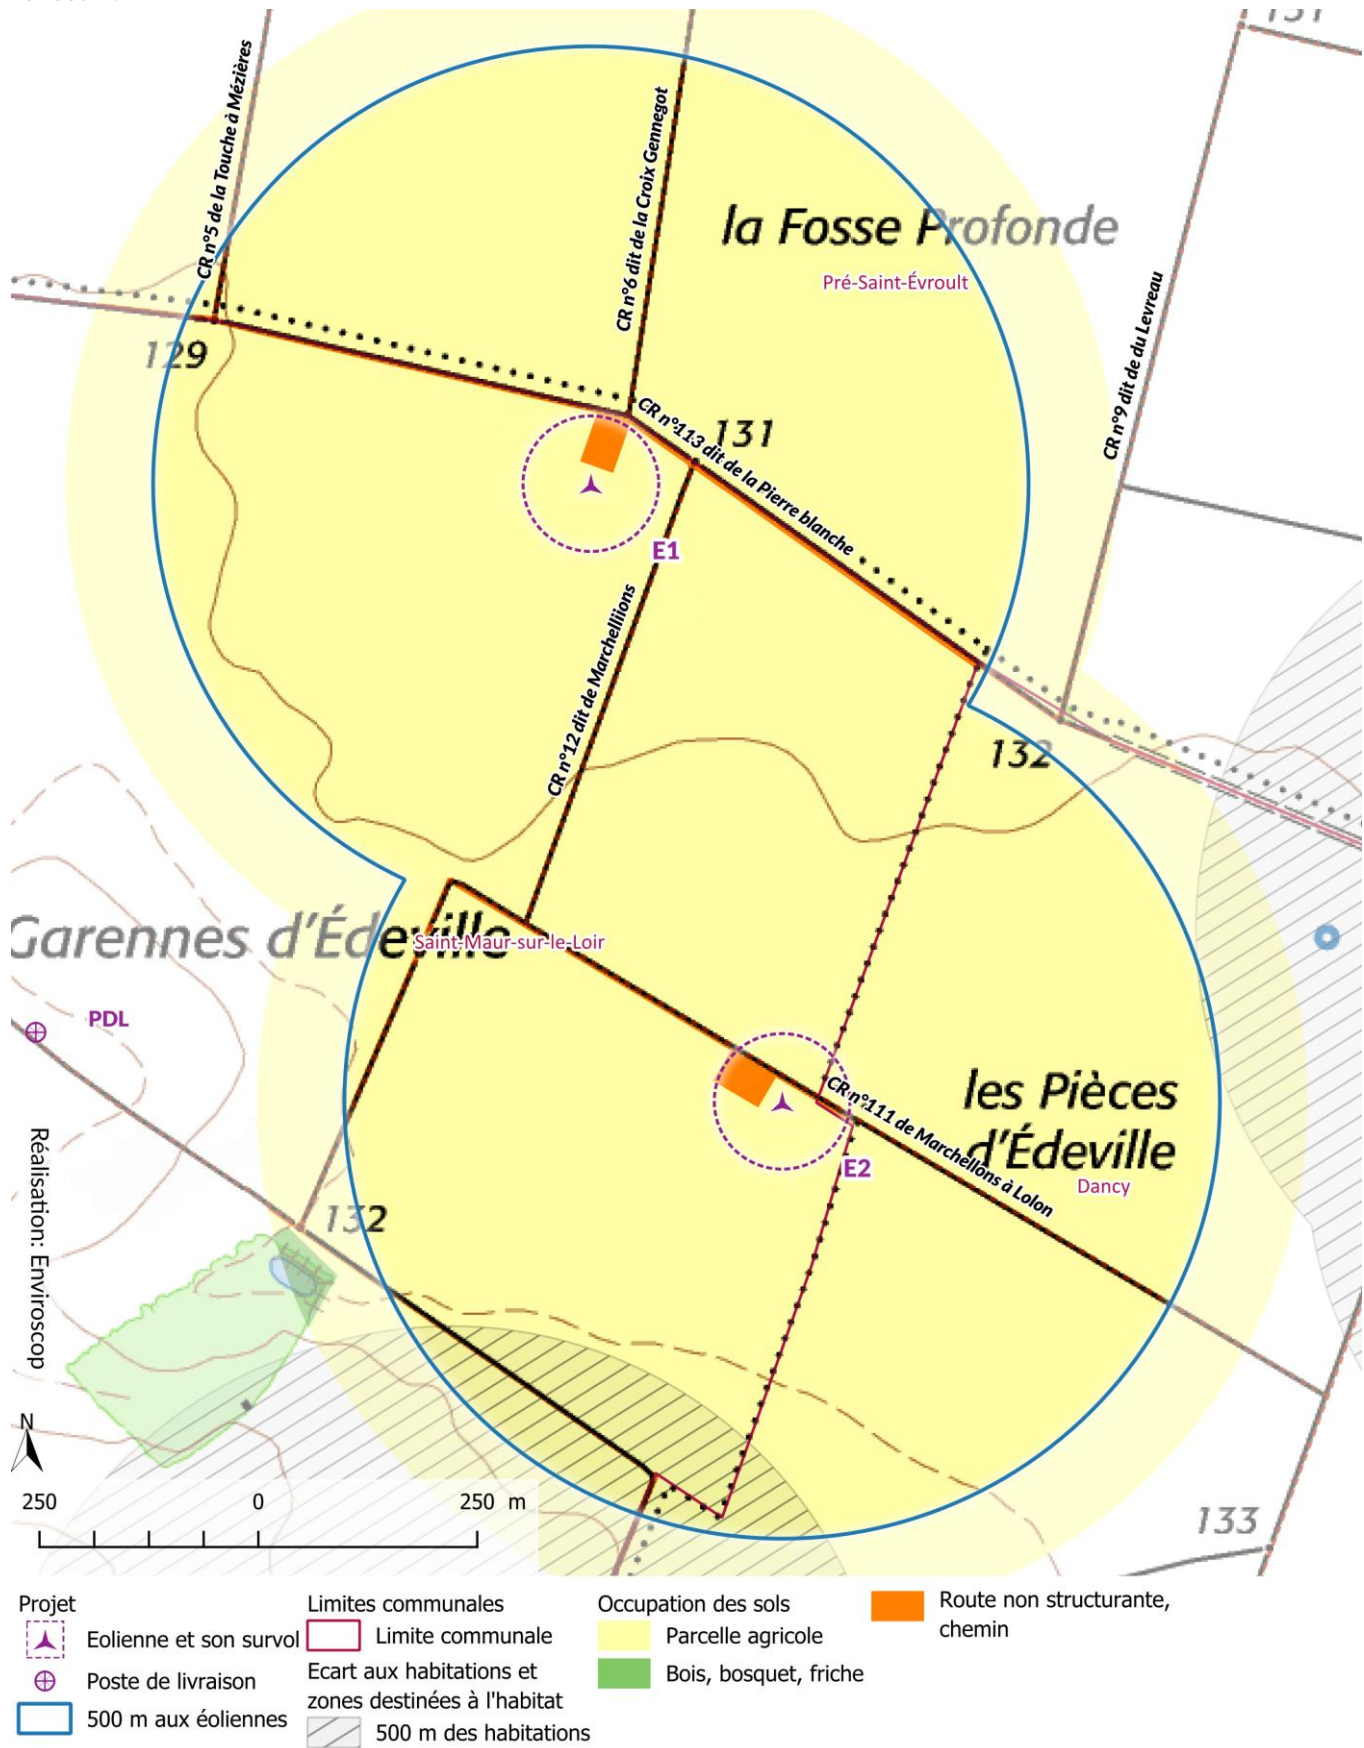 CR n°5 de la Touche à Mézières
CR n°6 dit de la Croix Gennegot
la Fosse Profonde
Pré-Saint-Évroult
CR n°9 dit de du Levreau
129
CR n°113 dit de la Pierre blanche
131
E1
CR n°12 dit de Marchelliions
132
Garennes d'Édeville
Saint-Maur-sur-le-Loir
PDL
CR n°111 de Marchellons à Lolon
les Pièces
d'Édeville
E2
Dancy
Réalisation: Enviroscop
132
N
250 0 250 m
133
Projet
Eolienne et son survol
Poste de livraison
500 m aux éoliennes
Limites communales
Limite communale
Ecart aux habitations et
zones destinées à l'habitat
500 m des habitations
Occupation des sols
Parcelle agricole
Bois, bosquet, friche
Route non structurante,
chemin